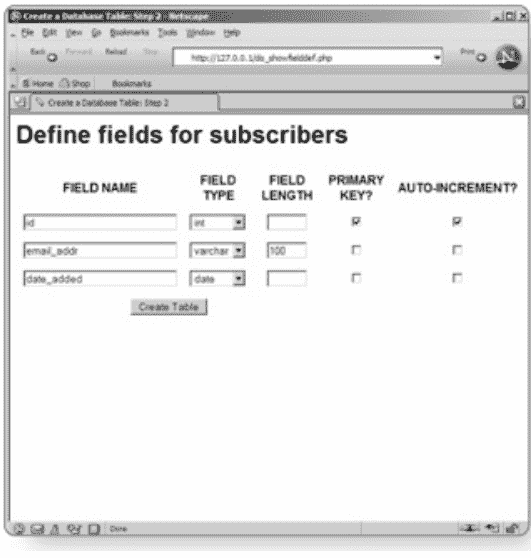 Create a Database Table: Step 2 - Netscape
File Edit View Go Bookmarks Tools Window Help
Back Forward Reload Stop http://127.0.0.1/do_showfielddef.php Print
Home Shop Bookmarks
Create a Database Table: Step 2
Define fields for subscribers
FIELD NAME FIELD TYPE FIELD LENGTH PRIMARY KEY? AUTO-INCREMENT?
id int
email_addr varchar 100
date_added date
Create Table
Done